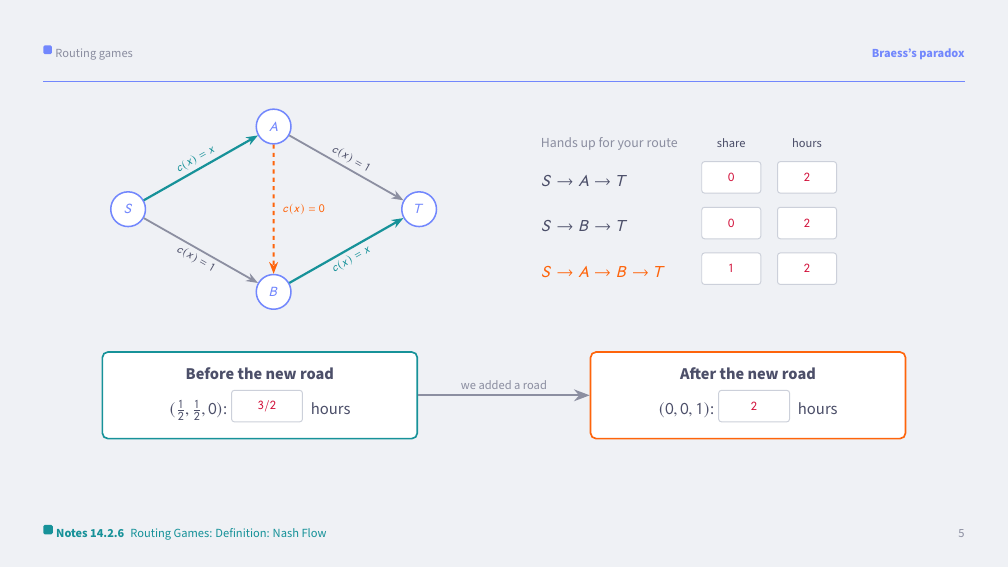 Routing games
Braess's paradox
A
c(x) = x
c(x) = 1
S
c(x) = 0
T
c(x) = 1
c(x) = x
B
Hands up for your route share hours
S → A → T 0 2
S → B → T 0 2
S → A → B → T 1 2
Before the new road
(1/2, 1/2, 0): 3/2 hours
we added a road
After the new road
(0, 0, 1): 2 hours
Notes 14.2.6 Routing Games: Definition: Nash Flow
5